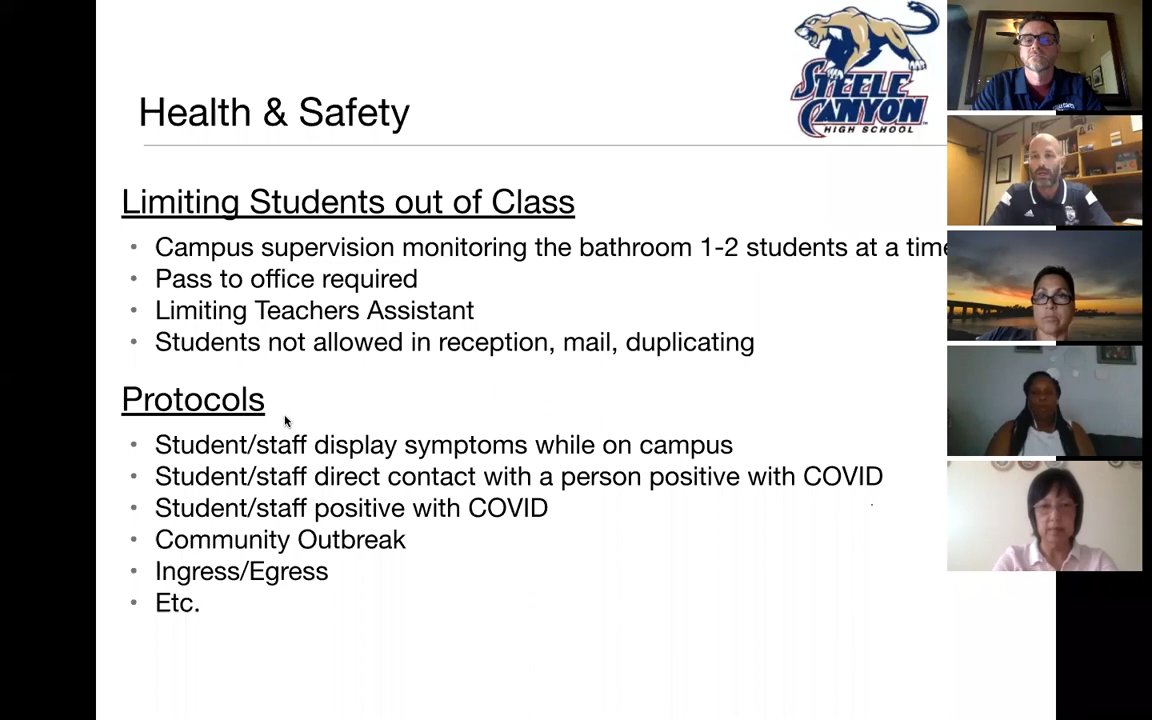 STEELE
CANYON
HIGH SCHOOL
Health & Safety
Limiting Students out of Class
• Campus supervision monitoring the bathroom 1-2 students at a time
• Pass to office required
• Limiting Teachers Assistant
• Students not allowed in reception, mail, duplicating
Protocols
• Student/staff display symptoms while on campus
• Student/staff direct contact with a person positive with COVID
• Student/staff positive with COVID
• Community Outbreak
• Ingress/Egress
• Etc.